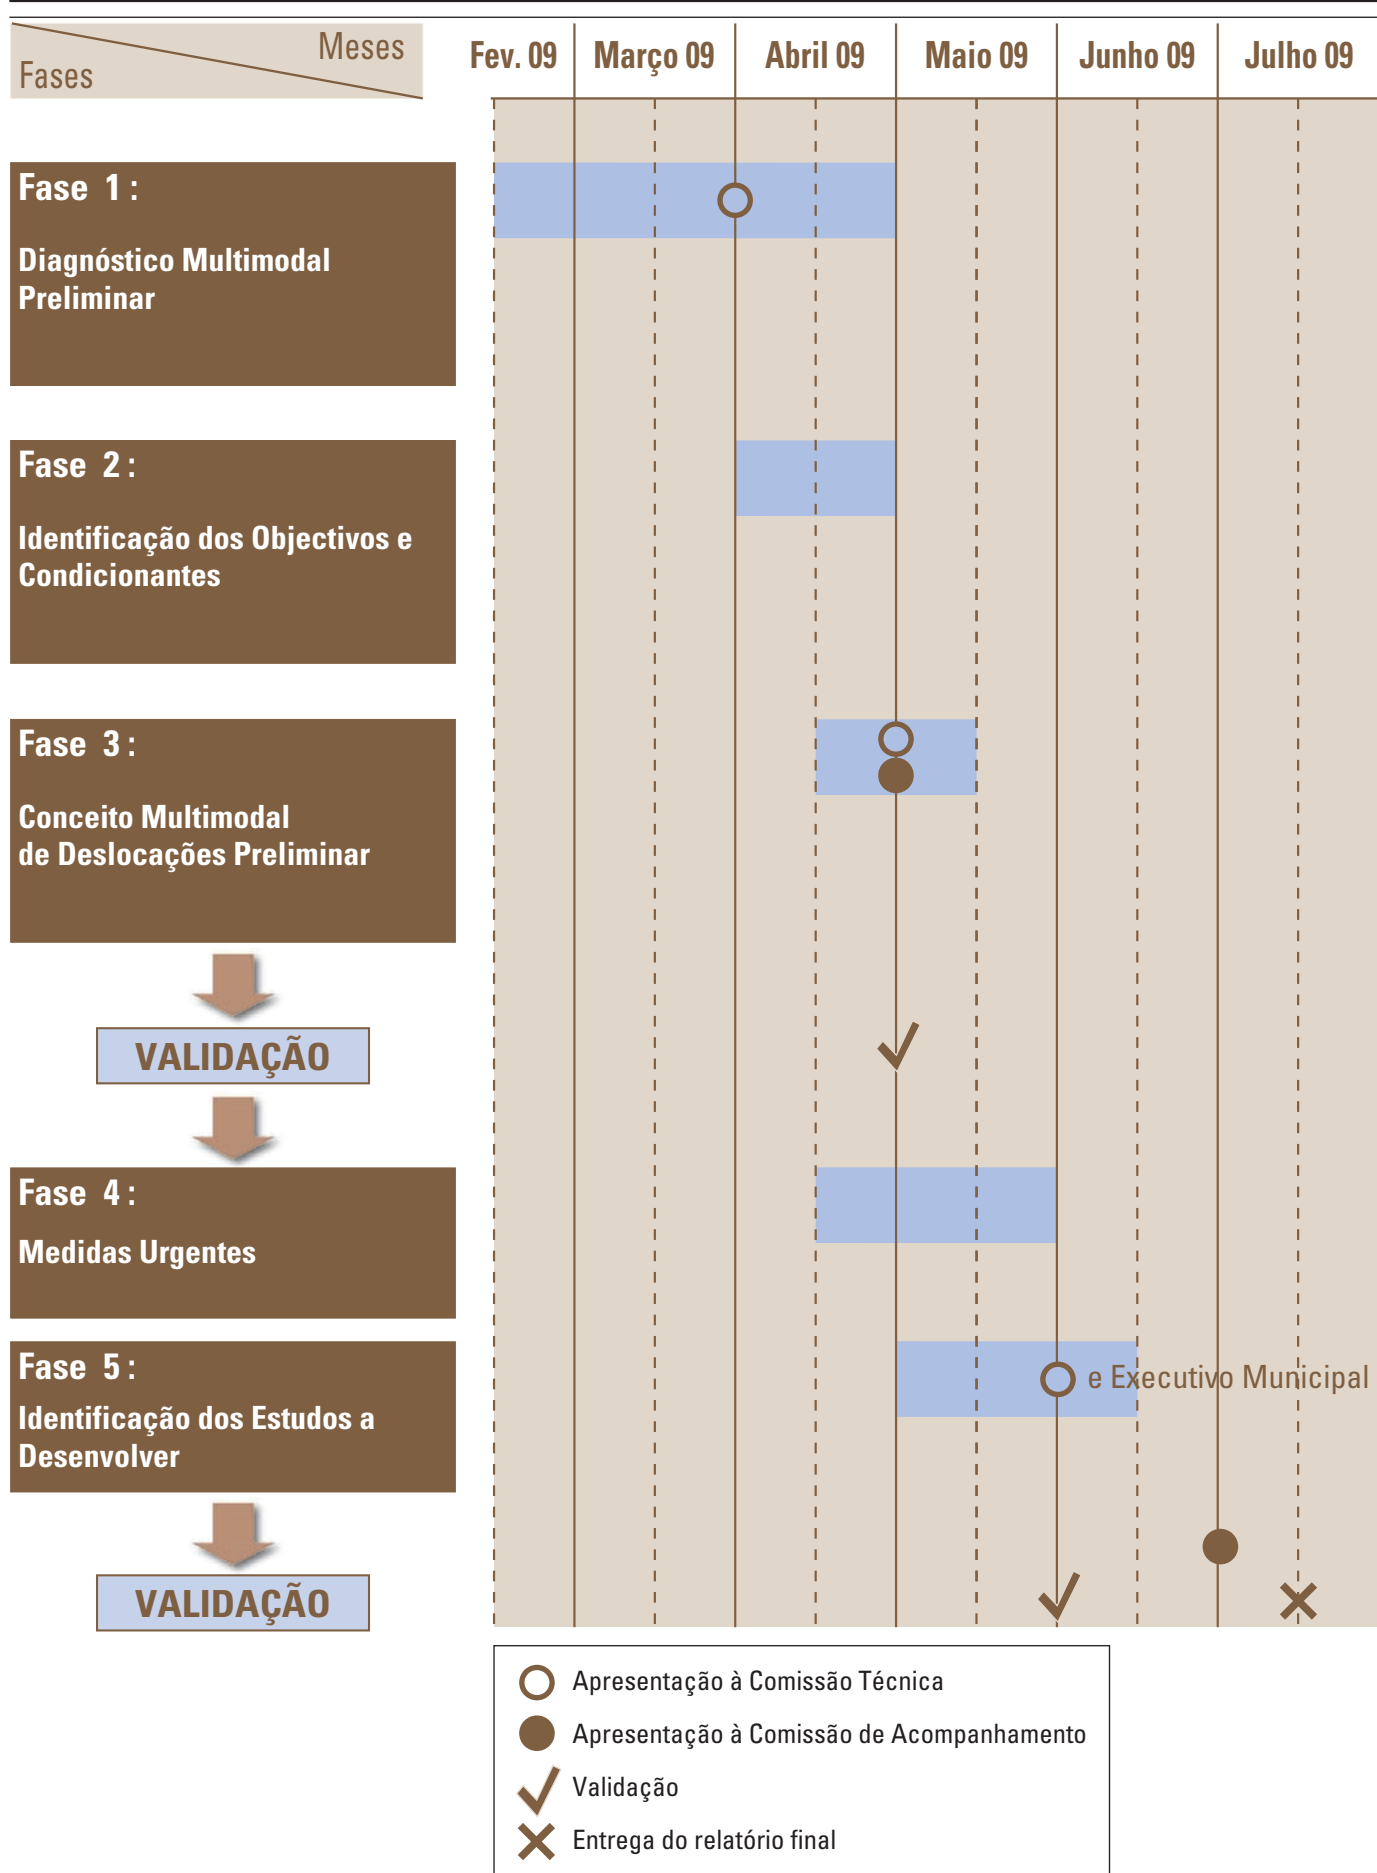 Meses
Fases
Fev. 09
Março 09
Abril 09
Maio 09
Junho 09
Julho 09
Fase 1 :
Diagnóstico Multimodal
Preliminar
Fase 2 :
Identificação dos Objectivos e
Condicionantes
Fase 3 :
Conceito Multimodal
de Deslocações Preliminar
VALIDAÇÃO
Fase 4 :
Medidas Urgentes
Fase 5 :
Identificação dos Estudos a
Desenvolver
e Executivo Municipal
VALIDAÇÃO
Apresentação à Comissão Técnica
Apresentação à Comissão de Acompanhamento
Validação
Entrega do relatório final